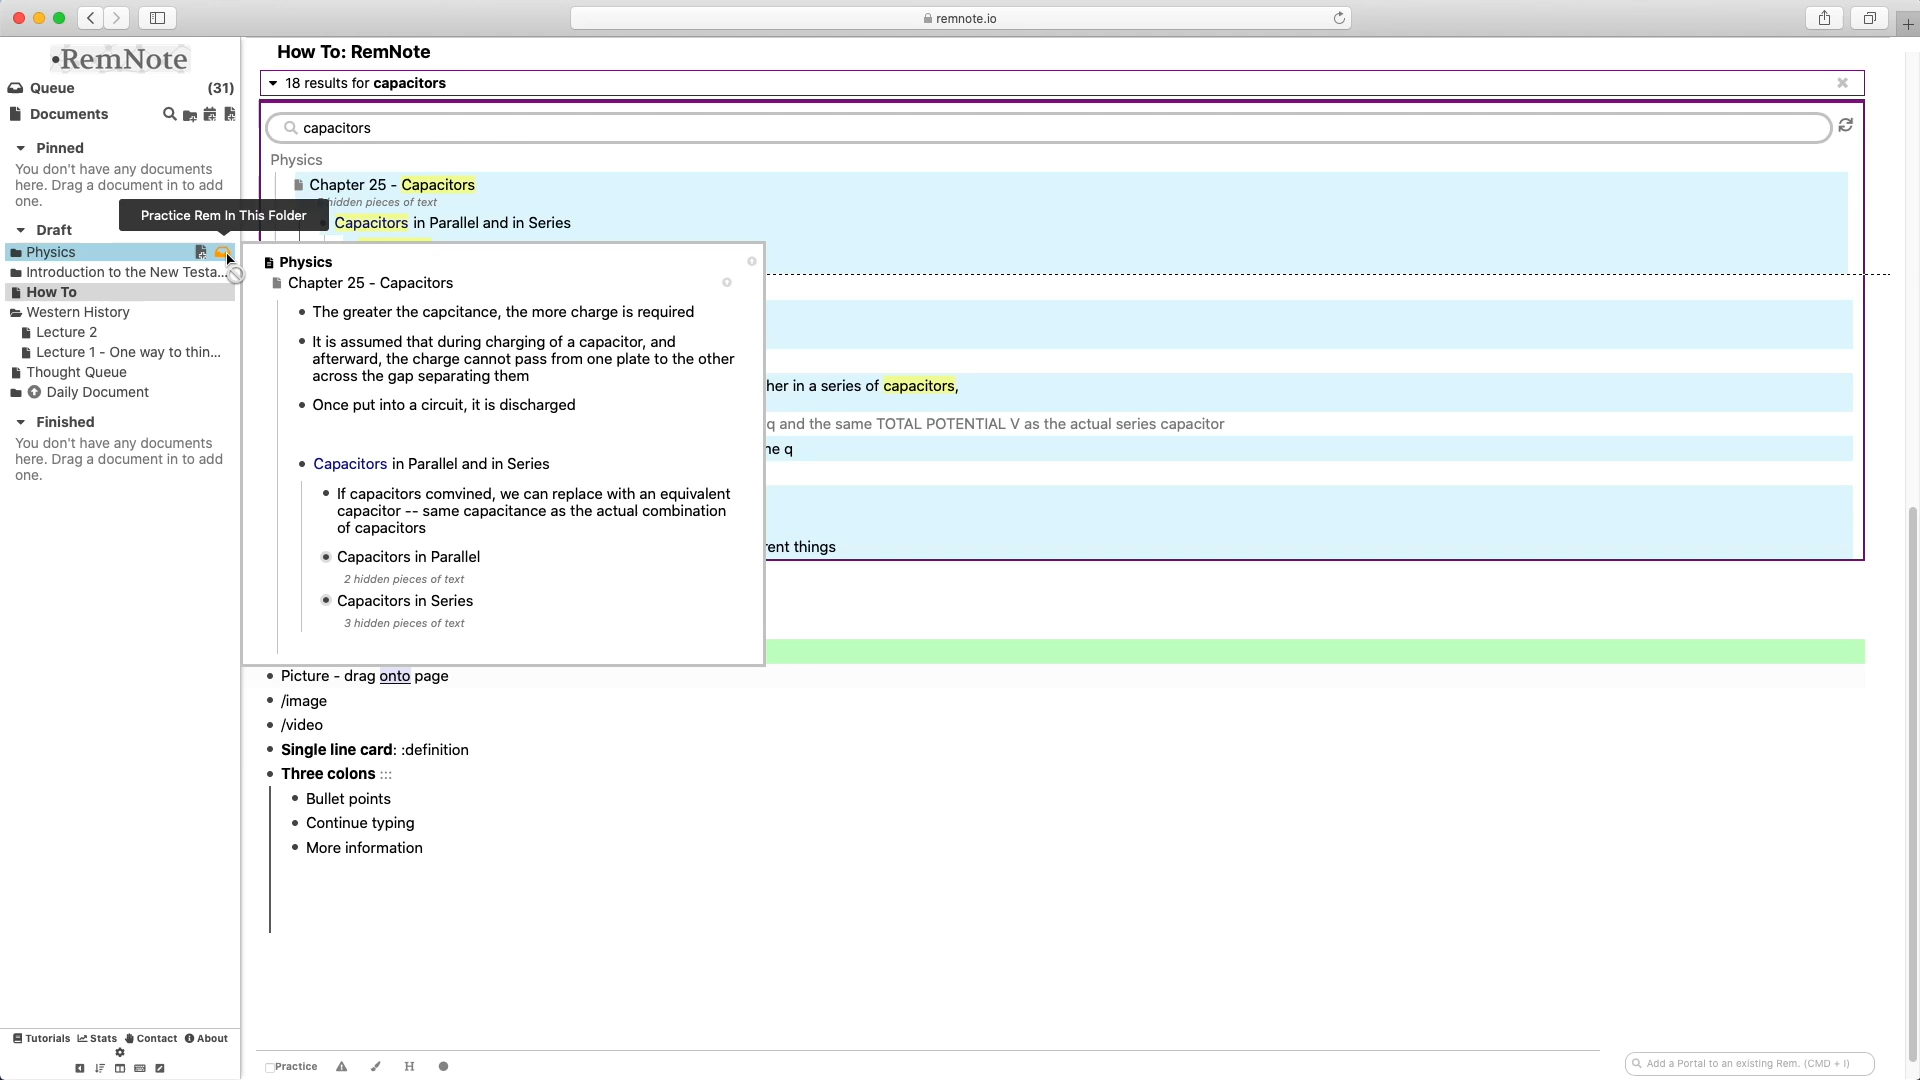 remnote.io
•RemNote
Queue (31)
Documents
Pinned
You don't have any documents
here. Drag a document in to add
one.
Practice Rem In This Folder
Draft
Physics
Introduction to the New Testa...
How To
Western History
Lecture 2
Lecture 1 - One way to thin...
Thought Queue
Daily Document
Finished
You don't have any documents
here. Drag a document in to add
one.
Tutorials Stats Contact About
How To: RemNote
18 results for capacitors
capacitors
Physics
Chapter 25 - Capacitors
hidden pieces of text
Capacitors in Parallel and in Series
Physics
Chapter 25 - Capacitors
The greater the capcitance, the more charge is required
It is assumed that during charging of a capacitor, and
afterward, the charge cannot pass from one plate to the other
across the gap separating them
Once put into a circuit, it is discharged
Capacitors in Parallel and in Series
If capacitors comvined, we can replace with an equivalent
capacitor -- same capacitance as the actual combination
of capacitors
Capacitors in Parallel
2 hidden pieces of text
Capacitors in Series
3 hidden pieces of text
her in a series of capacitors,
q and the same TOTAL POTENTIAL V as the actual series capacitor
ne q
rent things
Picture - drag onto page
/image
/video
Single line card: :definition
Three colons :::
Bullet points
Continue typing
More information
Practice H
Add a Portal to an existing Rem. (CMD + I)